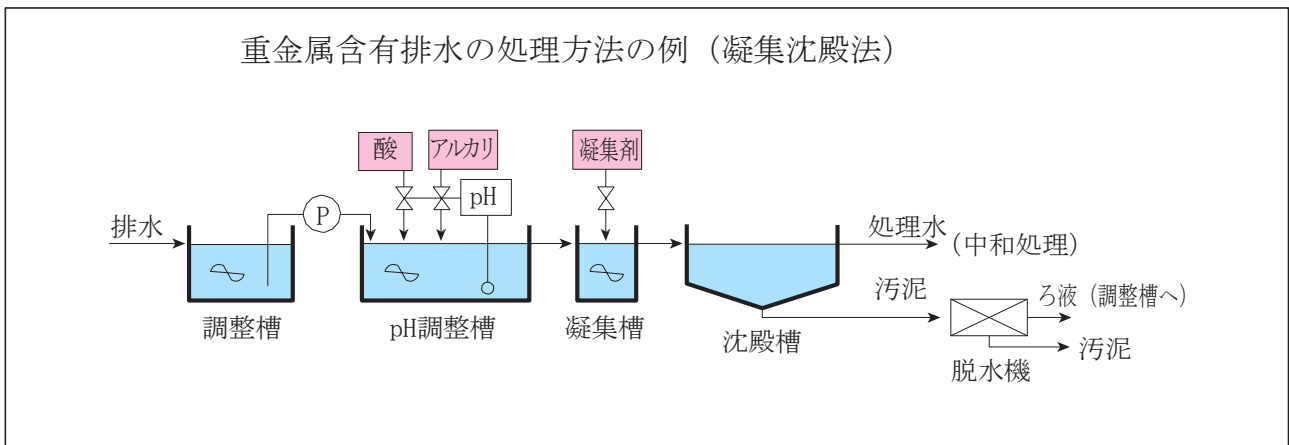 重金属含有排水の処理方法の例（凝集沈殿法）
酸
アルカリ
凝集剤
pH
P
排水
処理水
(中和処理)
汚泥
ろ液（調整槽へ）
調整槽
pH調整槽
凝集槽
沈殿槽
汚泥
脱水機